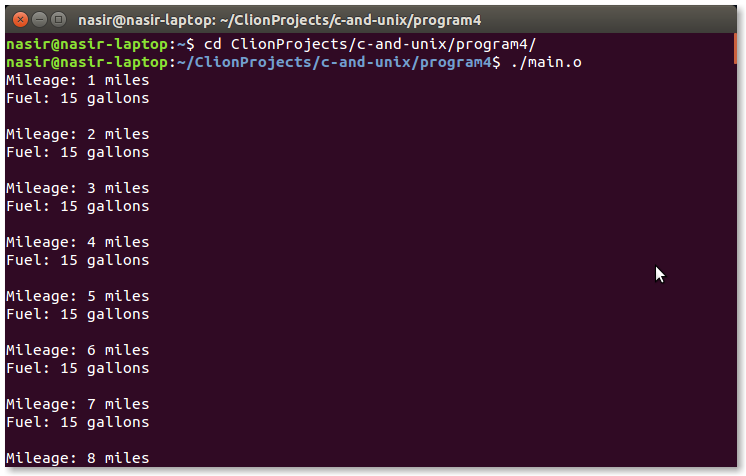 nasir@nasir-laptop: ~/ClionProjects/c-and-unix/program4
nasir@nasir-laptop:~$ cd ClionProjects/c-and-unix/program4/
nasir@nasir-laptop:~/ClionProjects/c-and-unix/program4$ ./main.o
Mileage: 1 miles
Fuel: 15 gallons
Mileage: 2 miles
Fuel: 15 gallons
Mileage: 3 miles
Fuel: 15 gallons
Mileage: 4 miles
Fuel: 15 gallons
Mileage: 5 miles
Fuel: 15 gallons
Mileage: 6 miles
Fuel: 15 gallons
Mileage: 7 miles
Fuel: 15 gallons
Mileage: 8 miles